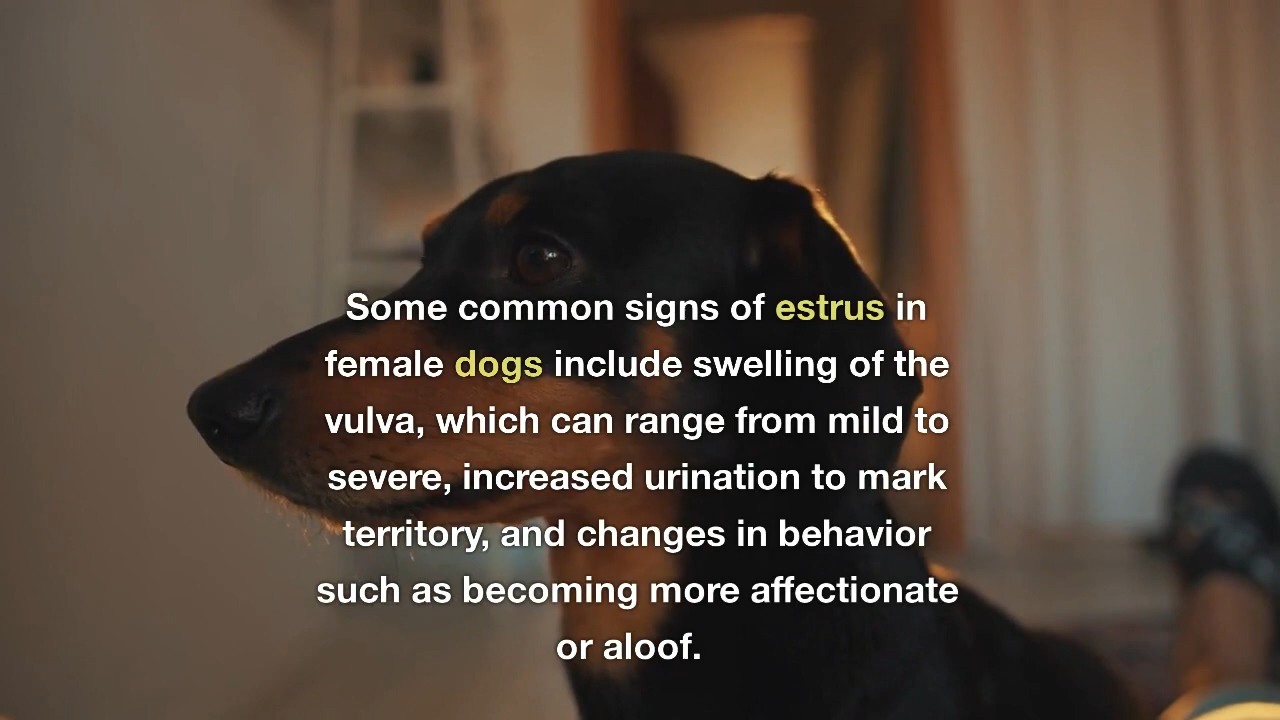 Some common signs of estrus in
female dogs include swelling of the
vulva, which can range from mild to
severe, increased urination to mark
territory, and changes in behavior
such as becoming more affectionate
or aloof.